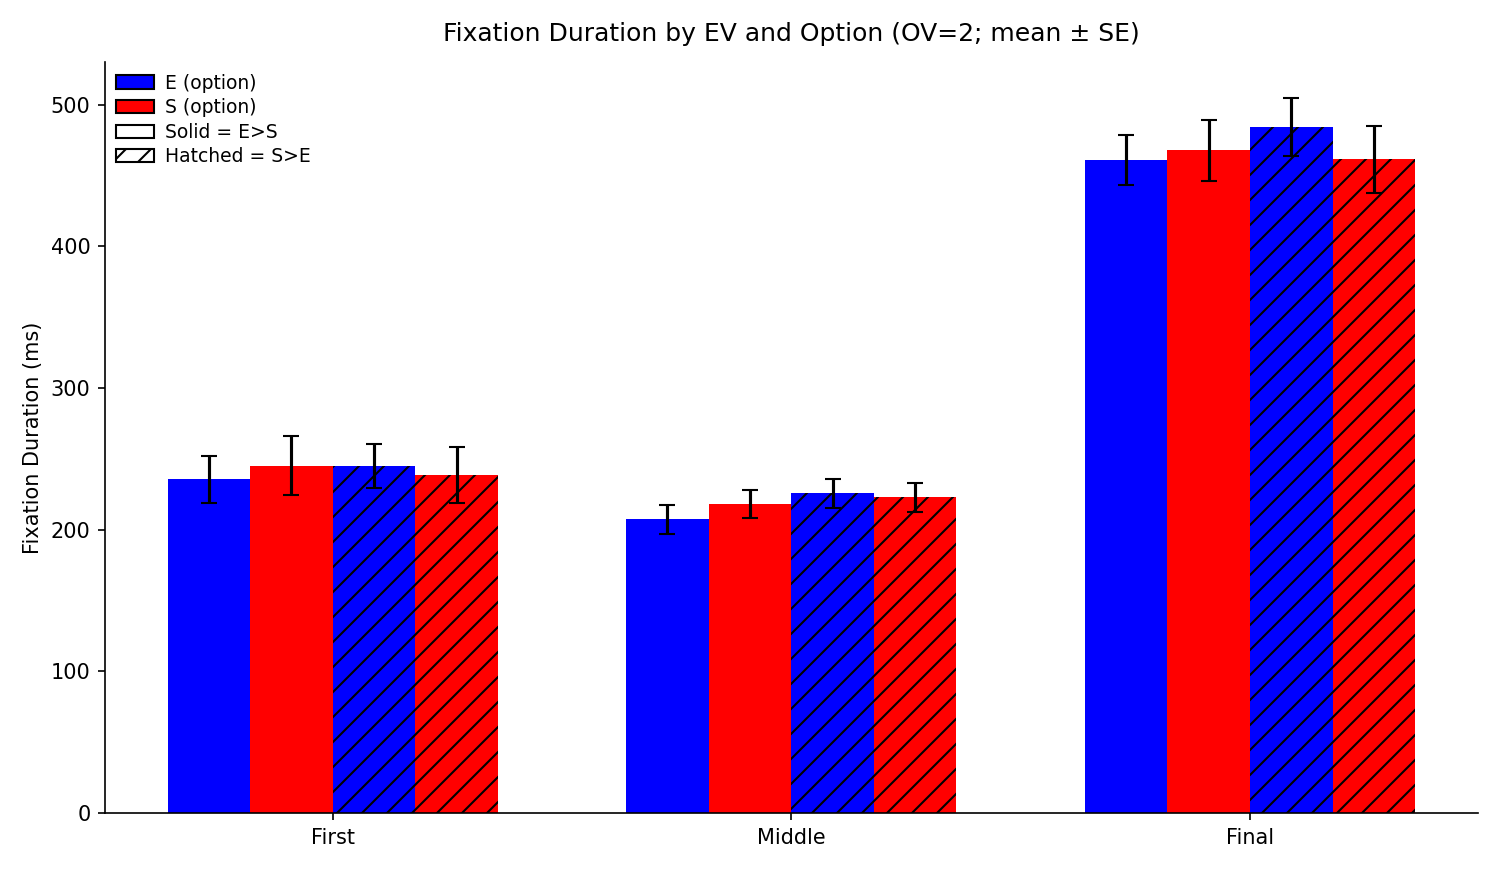 Fixation Duration by EV and Option (OV=2; mean ± SE)
E (option)
S (option)
Solid = E>S
Hatched = S>E
Fixation Duration (ms)
500
400
300
200
100
0
First
Middle
Final